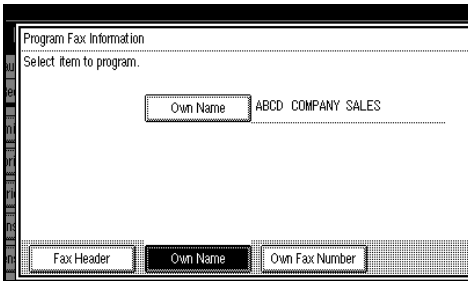 Program Fax Information
Select item to program.
Own Name ABCD COMPANY SALES
Fax Header Own Name Own Fax Number